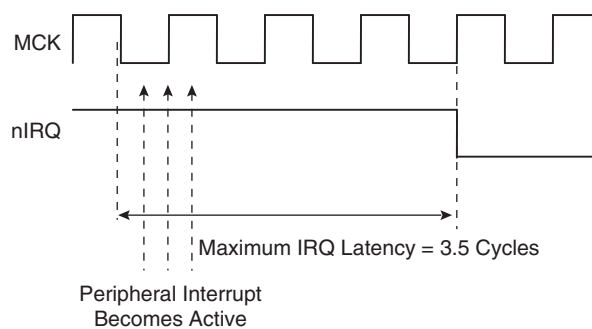 MCK
nIRQ
Maximum IRQ Latency = 3.5 Cycles
Peripheral Interrupt
Becomes Active